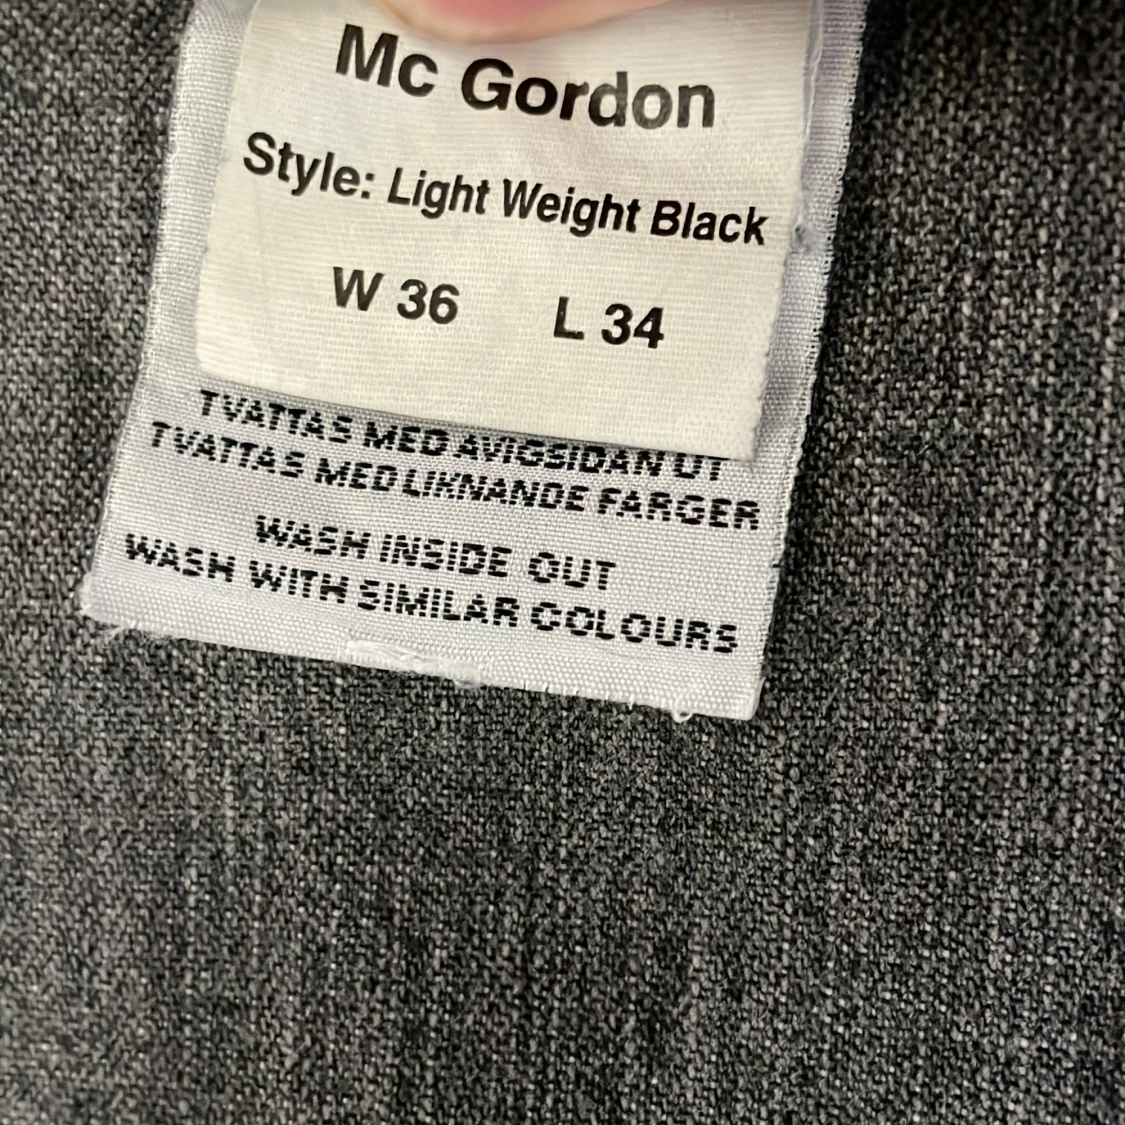 Mc Gordon
Style: Light Weight Black
W 36 L 34
TVATTAS MED AVIGSIDAN UT
TVATTAS MED LIKNANDE FARGER
WASH INSIDE OUT
WASH WITH SIMILAR COLOURS